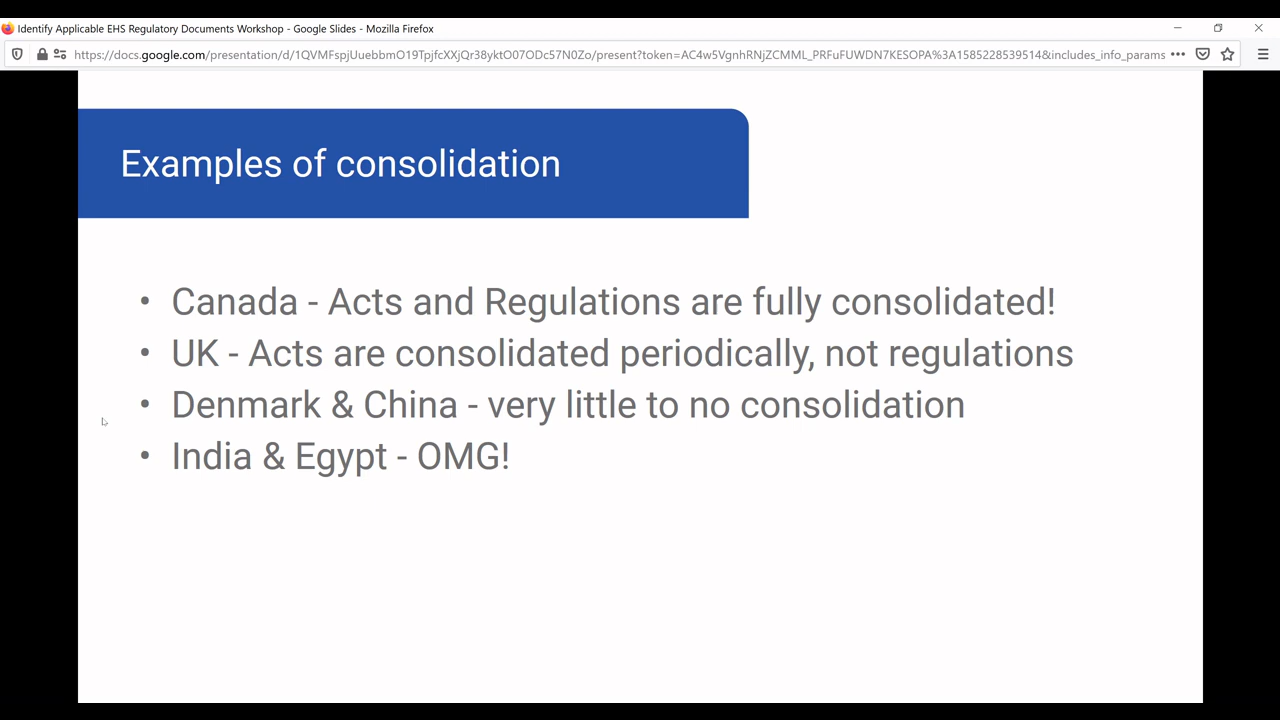 Identify Applicable EHS Regulatory Documents Workshop - Google Slides - Mozilla Firefox
https://docs.google.com/presentation/d/1QVMFspjUuebbmO19TpjfcXXjQr38yktO07ODc57N0Zo/present?token=AC4w5VgnhRNjZCMML_PRFuFUWDN7KESOPA%3A1585228539514&includes_info_params
Examples of consolidation
• Canada - Acts and Regulations are fully consolidated!
• UK - Acts are consolidated periodically, not regulations
• Denmark & China - very little to no consolidation
• India & Egypt - OMG!